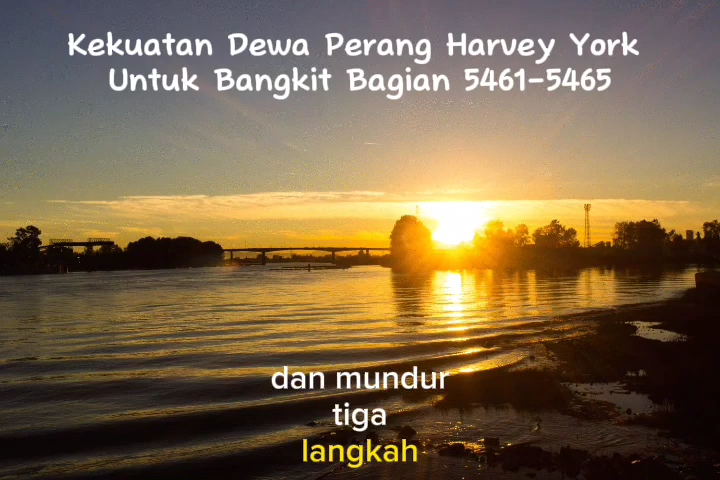 Kekuatan Dewa Perang Harvey York
Untuk Bangkit Bagian 5461-5465
dan mundur
tiga
langkah